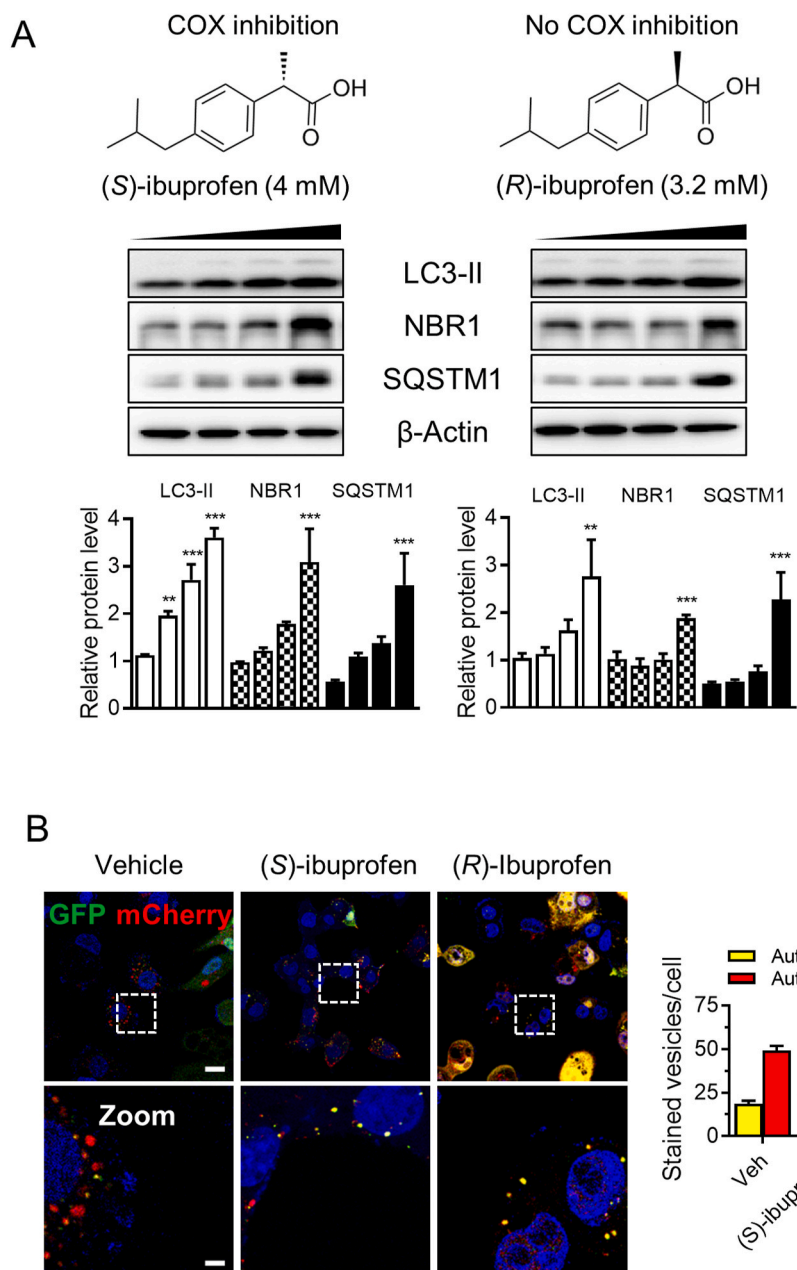 A
COX inhibition
No COX inhibition
OH
O
OH
O
(S)-ibuprofen (4 mM)
(R)-ibuprofen (3.2 mM)
LC3-II
NBR1
SQSTM1
β-Actin
LC3-II NBR1 SQSTM1
Relative protein level
4
3
2
1
0
** *** *** *** ***
LC3-II NBR1 SQSTM1
Relative protein level
4
3
2
1
0
** *** ***
B
Vehicle
(S)-ibuprofen
(R)-Ibuprofen
GFP mCherry
Zoom
Aut
Aut
Stained vesicles/cell
75
50
25
0
Veh
(S)-ibupr